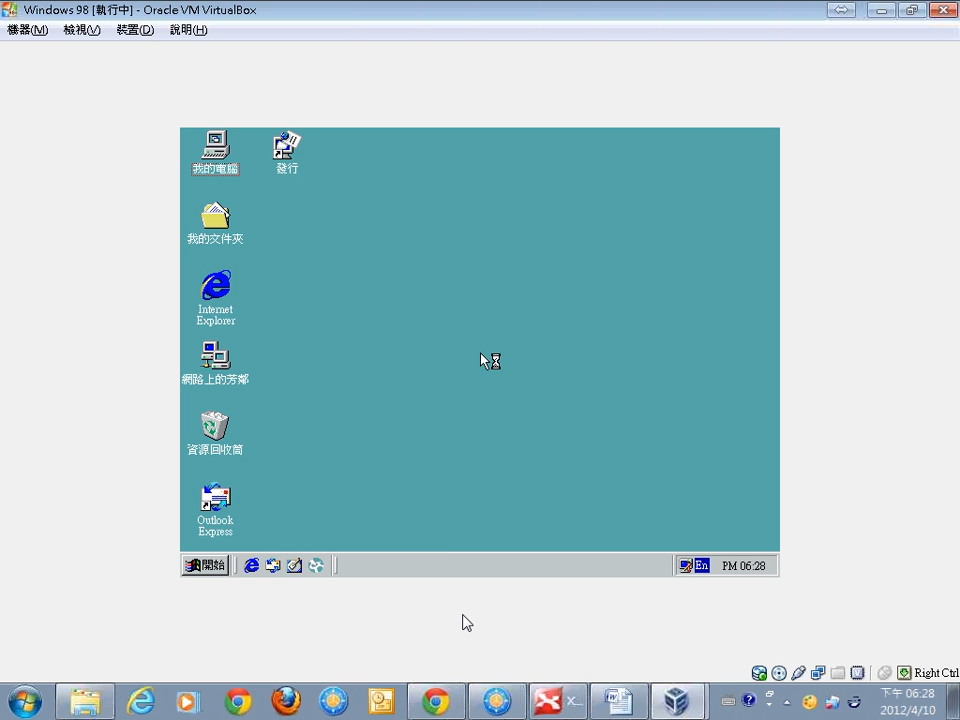 Windows 98 [執行中] - Oracle VM VirtualBox
機器(M) 檢視(V) 裝置(D) 說明(H)
我的電腦
發行
我的文件夾
Internet
Explorer
網路上的芳鄰
資源回收筒
Outlook
Express
開始
En
PM 06:28
Right Ctrl
X...
下午 06:28
2012/4/10